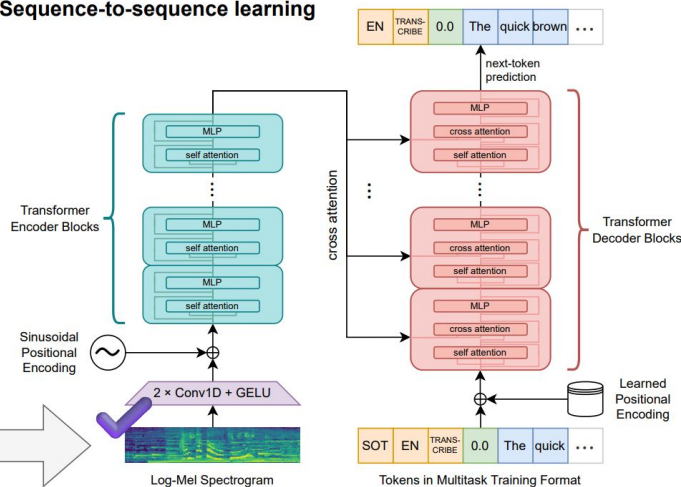 Sequence-to-sequence learning
EN TRANS-CRIBE 0.0 The quick brown ...
next-token
prediction
MLP
self attention
...
MLP
self attention
MLP
self attention
Transformer
Encoder Blocks
cross attention
...
MLP
cross attention
self attention
...
MLP
cross attention
self attention
MLP
cross attention
self attention
Transformer
Decoder Blocks
Sinusoidal
Positional
Encoding
2 × Conv1D + GELU
Learned
Positional
Encoding
SOT EN TRANS-CRIBE 0.0 The quick ...
Log-Mel Spectrogram
Tokens in Multitask Training Format